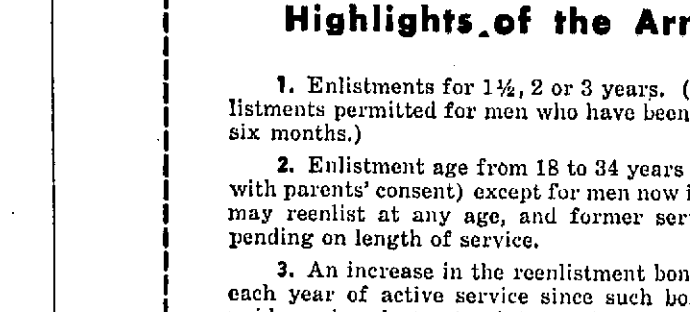 Highlights of the Arr
1. Enlistments for 1½, 2 or 3 years. (
listments permitted for men who have been
six months.)
2. Enlistment age from 18 to 34 years
with parents' consent) except for men now i
may reenlist at any age, and former ser
pending on length of service.
3. An increase in the reenlistment bon
each year of active service since such bo